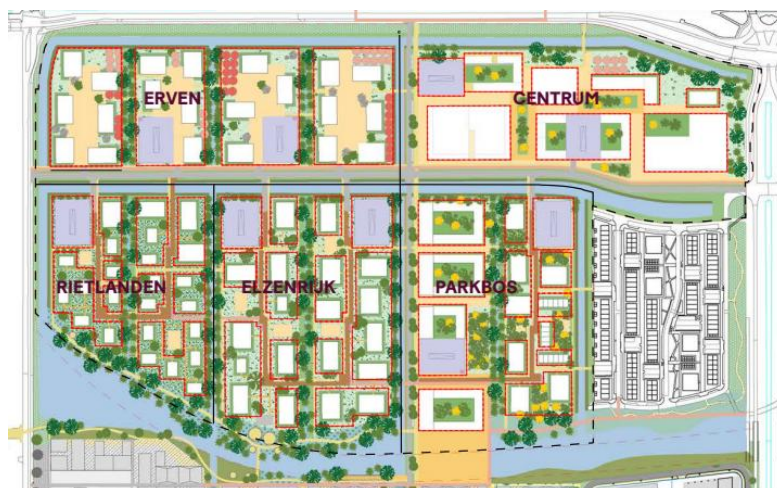 ERVEN
CENTRUM
RIETLANDEN
ELZENRIJK
PARKBOS